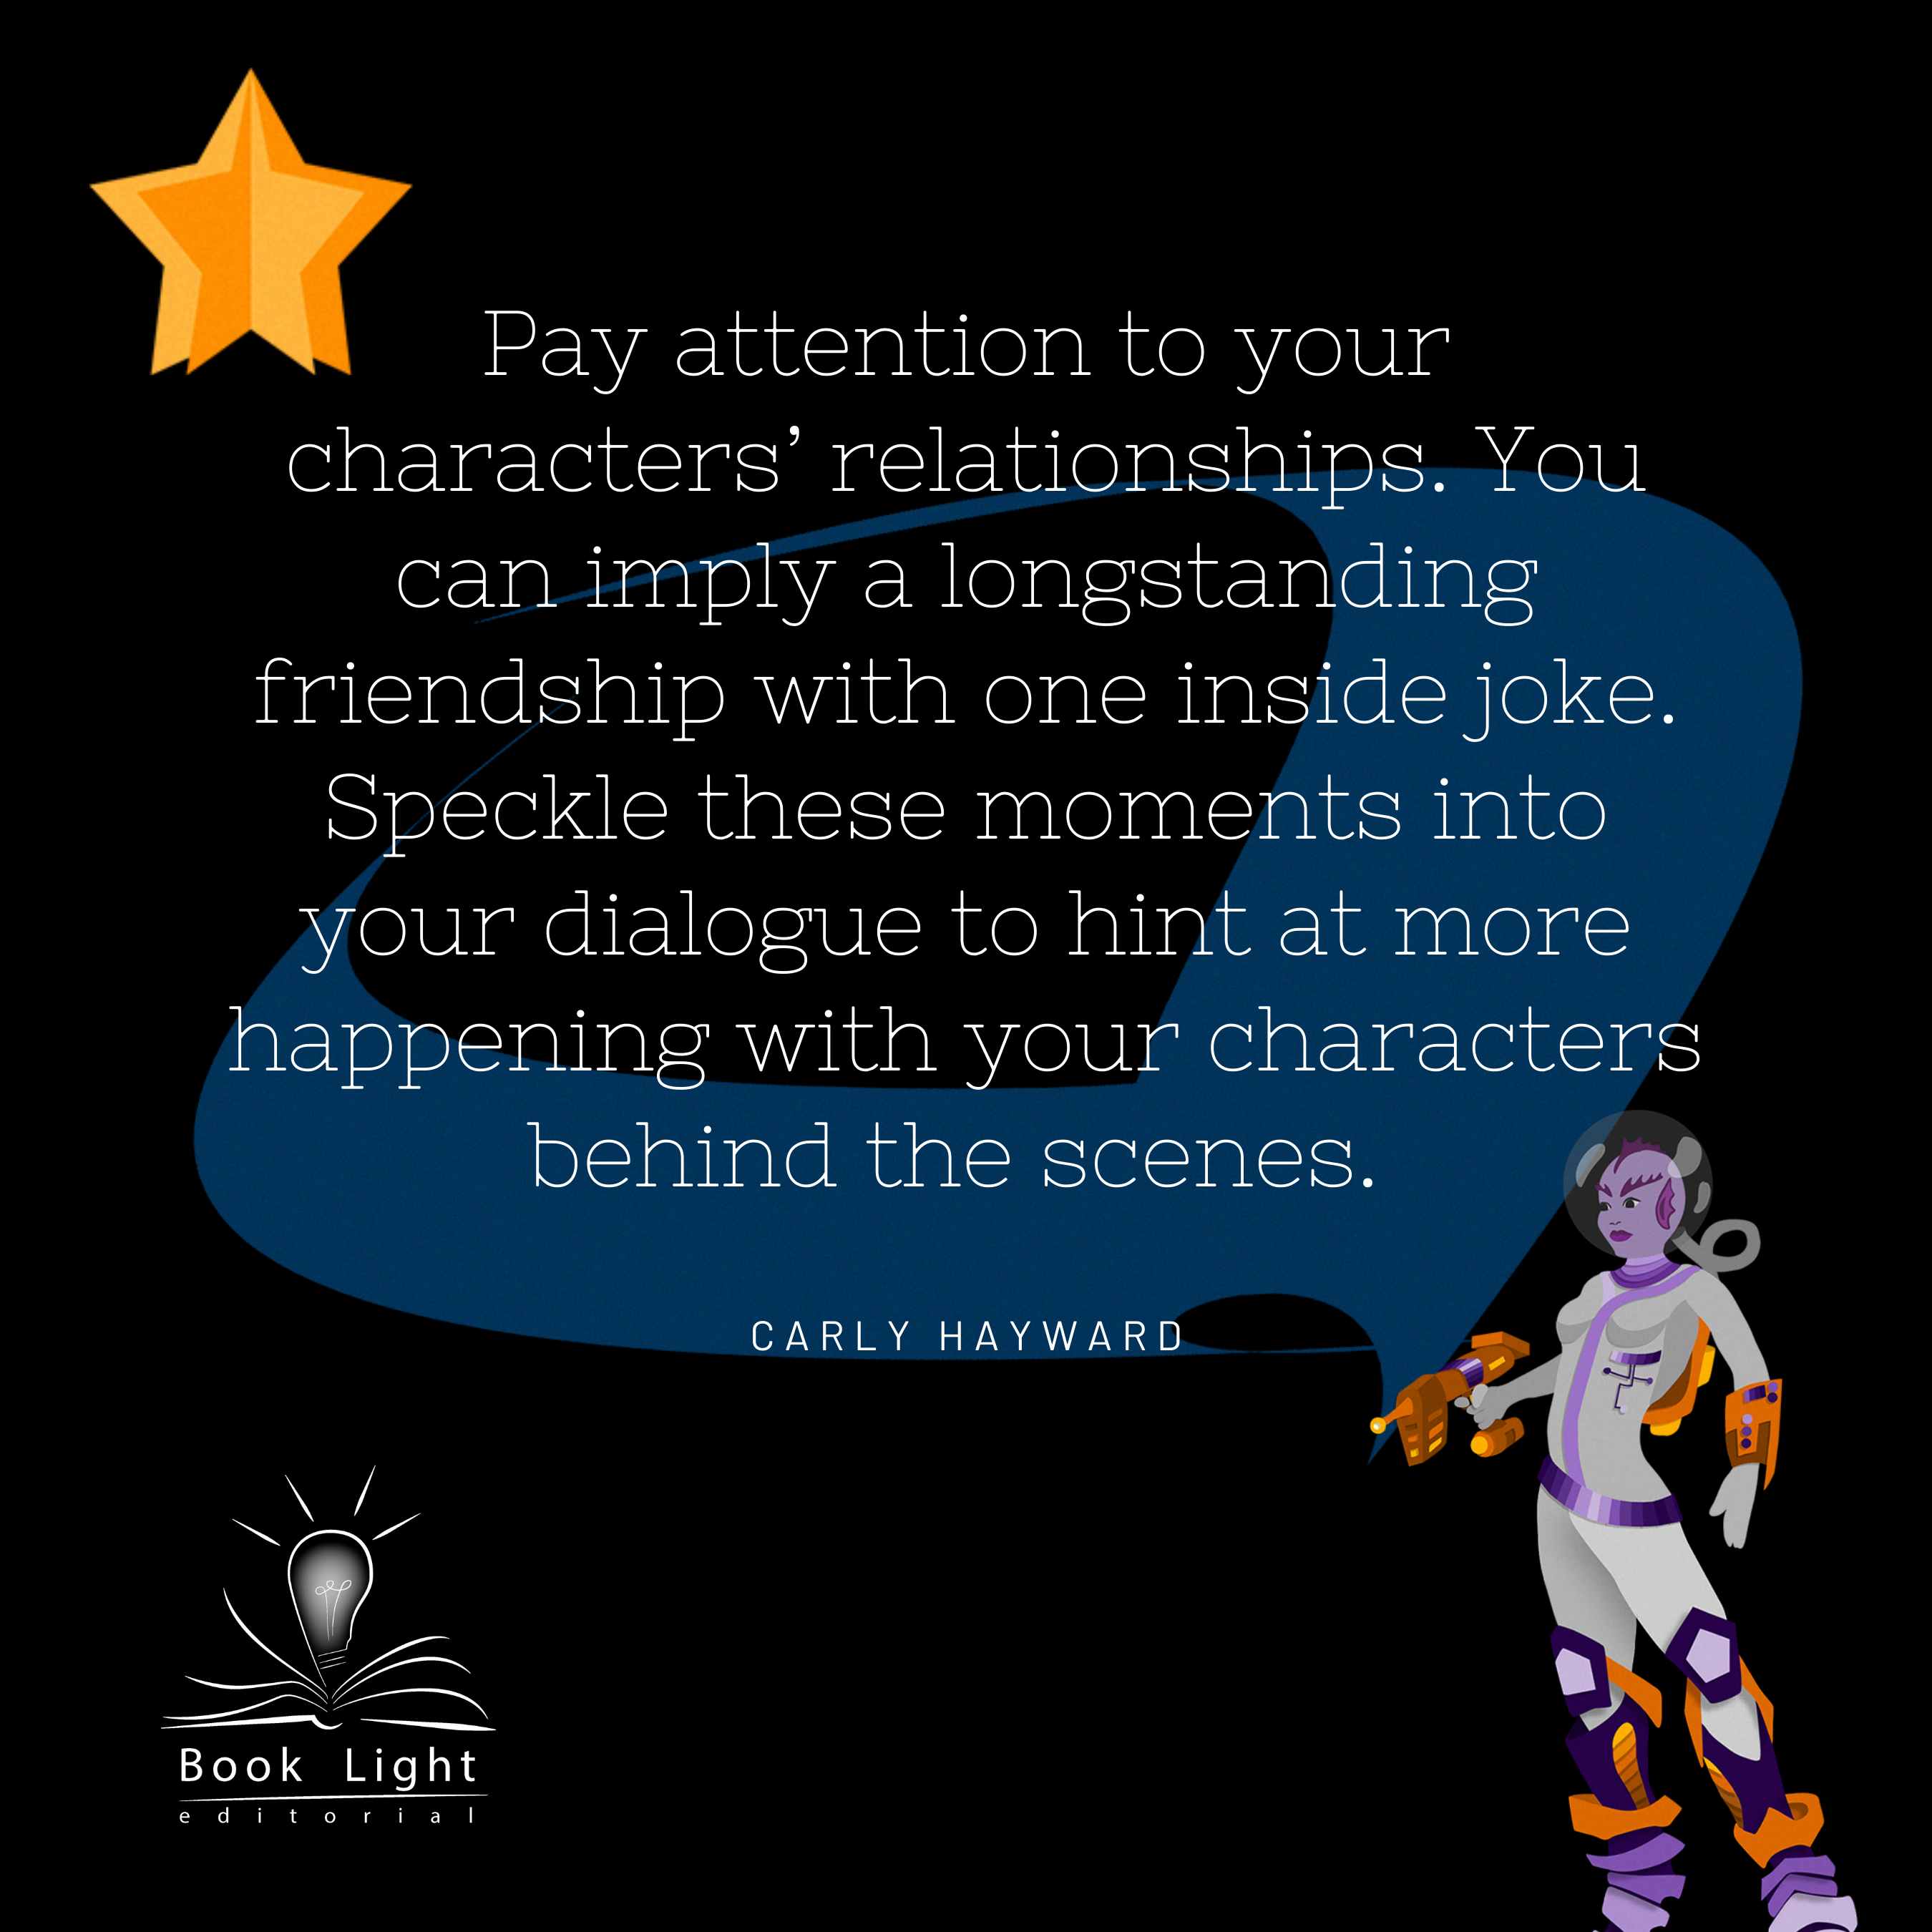 Pay attention to your
characters’ relationships. You
can imply a longstanding
friendship with one inside joke.
Speckle these moments into
your dialogue to hint at more
happening with your characters
behind the scenes.
CARLY HAYWARD
Book Light
editorial